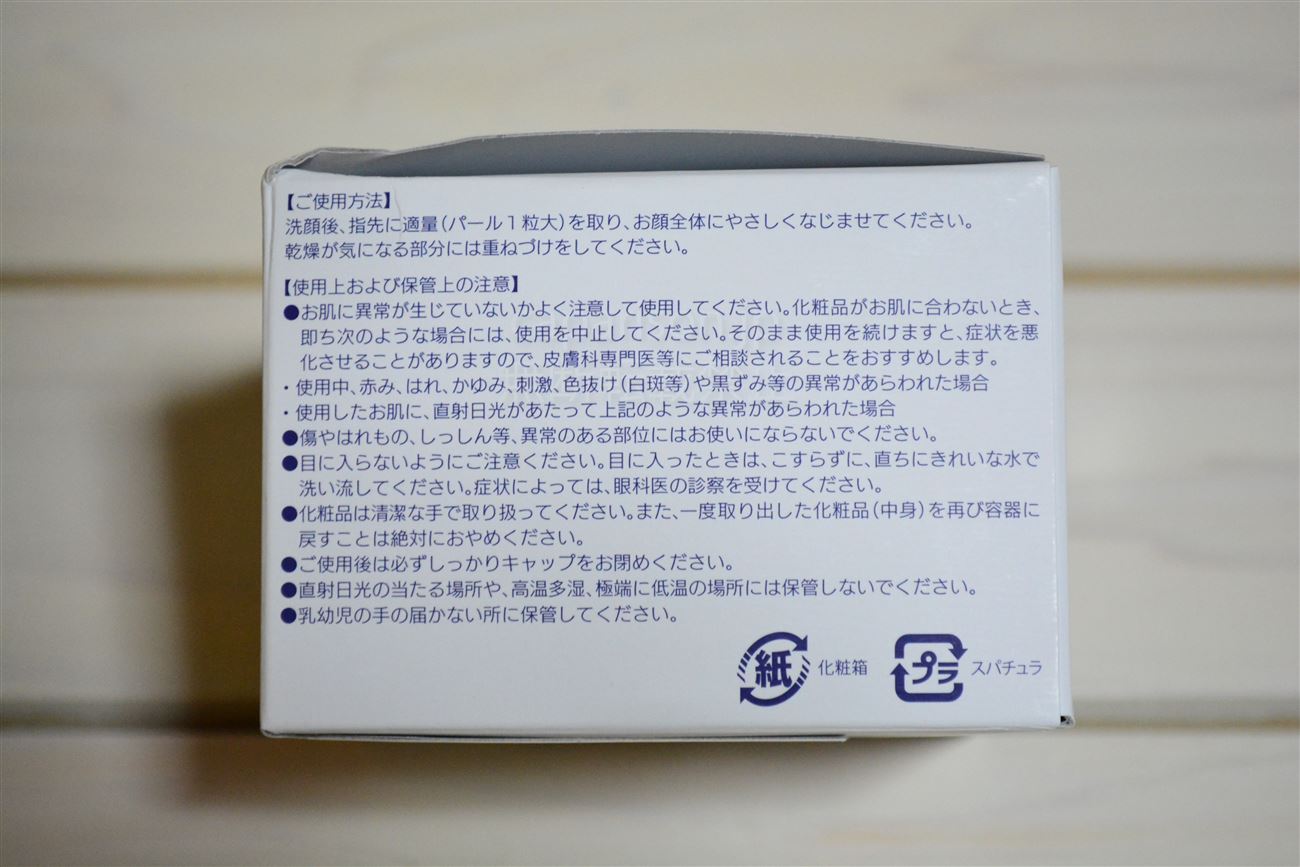 【ご使用方法】
洗顔後、指先に適量（パール１粒大）を取り、お顔全体にやさしくなじませてください。
乾燥が気になる部分には重ねづけをしてください。
【使用上および保管上の注意】
●お肌に異常が生じていないかよく注意して使用してください。化粧品がお肌に合わないとき、
即ち次のような場合には、使用を中止してください。そのまま使用を続けますと、症状を悪
化させることがありますので、皮膚科専門医等にご相談されることをおすすめします。
・使用中、赤み、はれ、かゆみ、刺激、色抜け（白斑等）や黒ずみ等の異常があらわれた場合
・使用したお肌に、直射日光があたって上記のような異常があらわれた場合
●傷やはれもの、しっしん等、異常のある部位にはお使いにならないでください。
●目に入らないようにご注意ください。目に入ったときは、こすらずに、直ちにきれいな水で
洗い流してください。症状によっては、眼科医の診察を受けてください。
●化粧品は清潔な手で取り扱ってください。また、一度取り出した化粧品（中身）を再び容器に
戻すことは絶対におやめください。
●ご使用後は必ずしっかりキャップをお閉めください。
●直射日光の当たる場所や、高温多湿、極端に低温の場所には保管しないでください。
●乳幼児の手の届かない所に保管してください。
紙 化粧箱 プラ スパチュラ